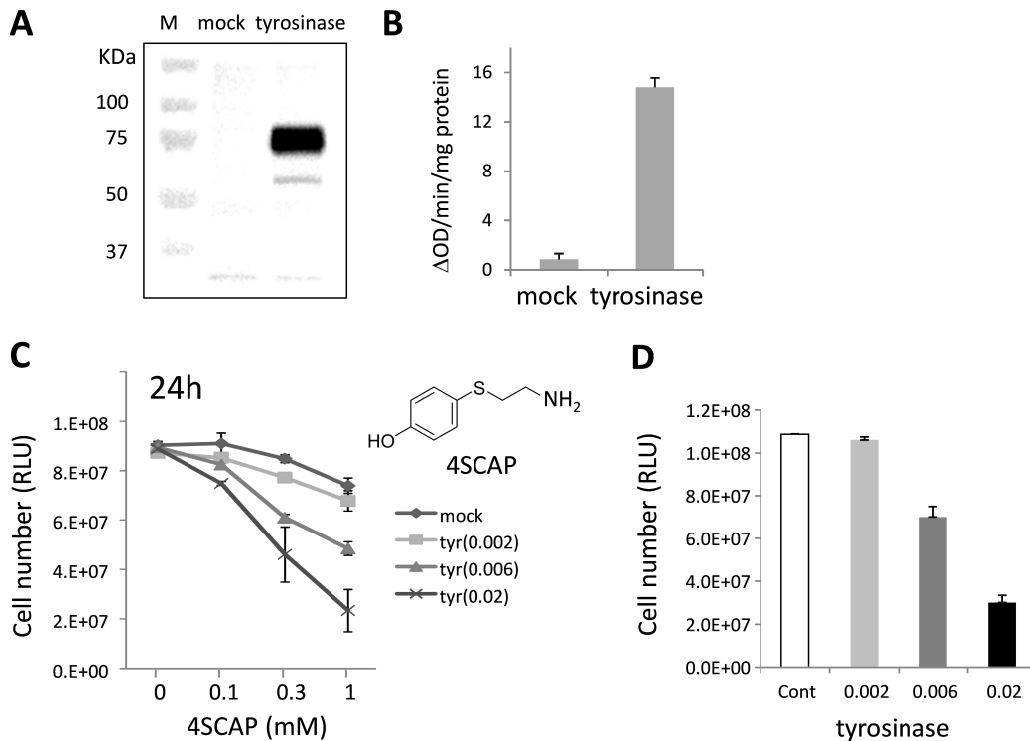 A
M mock tyrosinase
KDa
100
75
50
37
B
ΔOD/min/mg protein
16
12
8
4
0
mock tyrosinase
C
24h
Cell number (RLU)
1.E+08
8.E+07
6.E+07
4.E+07
2.E+07
0.E+00
0 0.1 0.3 1
4SCAP (mM)
S
NH2
HO
4SCAP
mock
tyr(0.002)
tyr(0.006)
tyr(0.02)
D
Cell number (RLU)
1.2E+08
1.0E+08
8.0E+07
6.0E+07
4.0E+07
2.0E+07
0.0E+00
Cont 0.002 0.006 0.02
tyrosinase